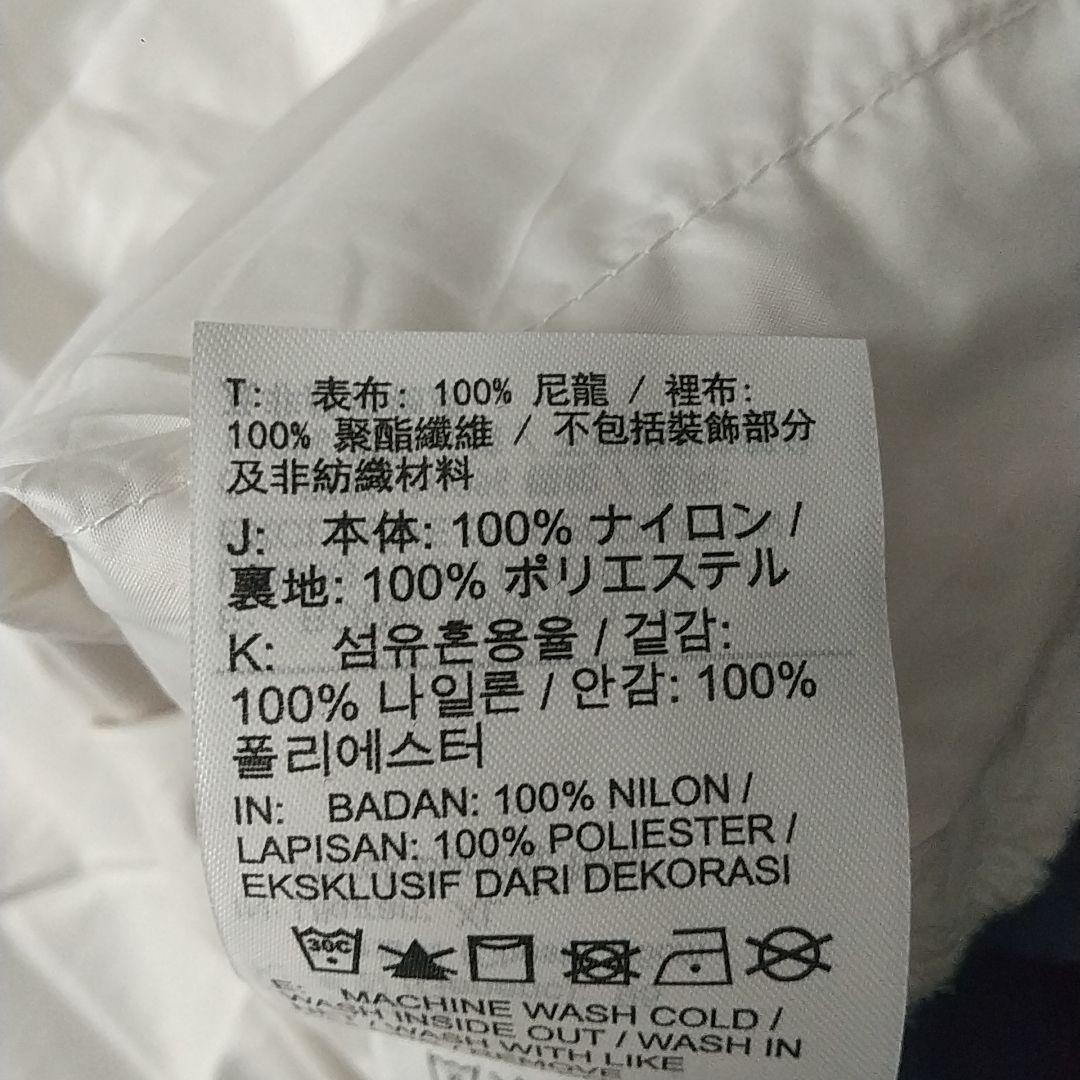 T: 表布: 100% 尼龍 / 裡布:
100% 聚酯纖維 / 不包括裝飾部分
及非紡織材料
J: 本体: 100% ナイロン /
裏地: 100% ポリエステル
K: 섬유혼용율 / 겉감:
100% 나일론 / 안감: 100%
폴리에스터
IN: BADAN: 100% NILON /
LAPISAN: 100% POLIESTER /
EKSKLUSIF DARI DEKORASI
30C
E: MACHINE WASH COLD /
WASH INSIDE OUT / WASH IN
WASH WITH LIKE
REMOVE